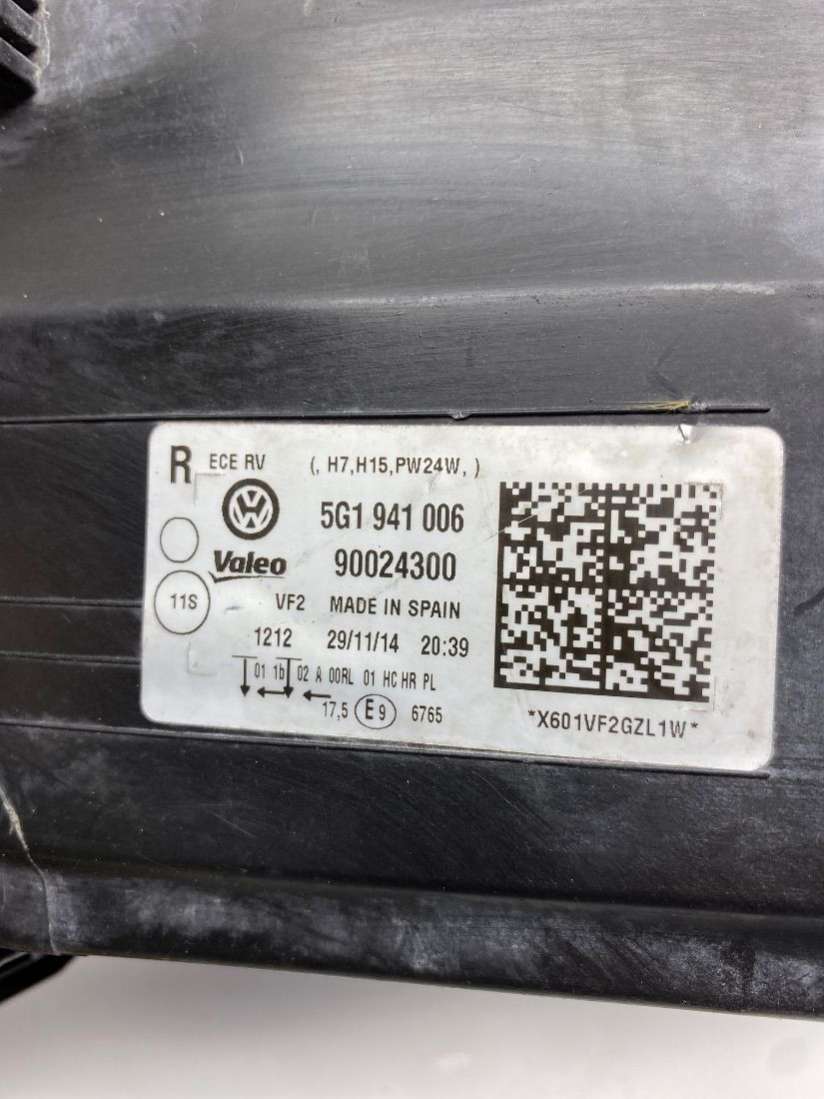 R ECE RV (, H7,H15,PW24W, )
5G1 941 006
Valeo 90024300
11S VF2 MADE IN SPAIN
1212 29/11/14 20:39
01 1b 02 A 00RL 01 HC HR PL
17,5 E9 6765
*X601VF2GZL1W*